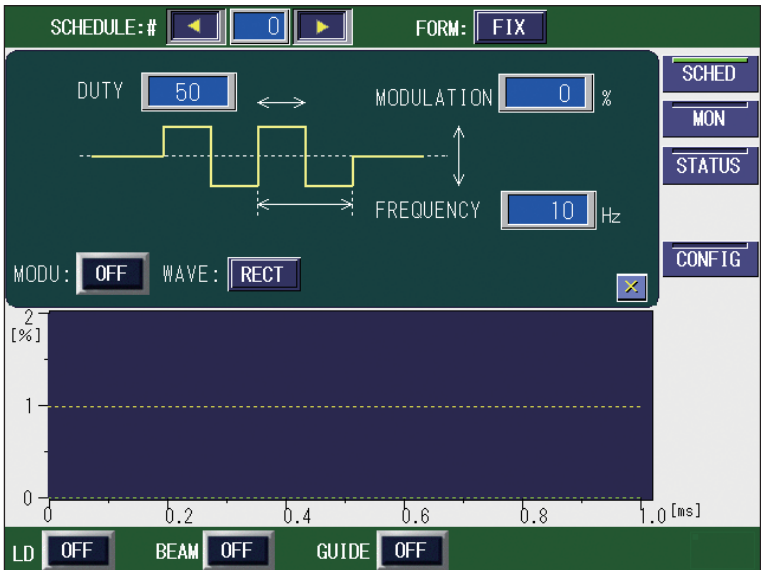 SCHEDULE:# 0 FORM: FIX
DUTY 50 MODULATION 0 %
FREQUENCY 10 Hz
MODU: OFF WAVE: RECT
SCHED
MON
STATUS
CONFIG
2
[%]
1
0
0 0.2 0.4 0.6 0.8 1.0 [ms]
LD OFF BEAM OFF GUIDE OFF